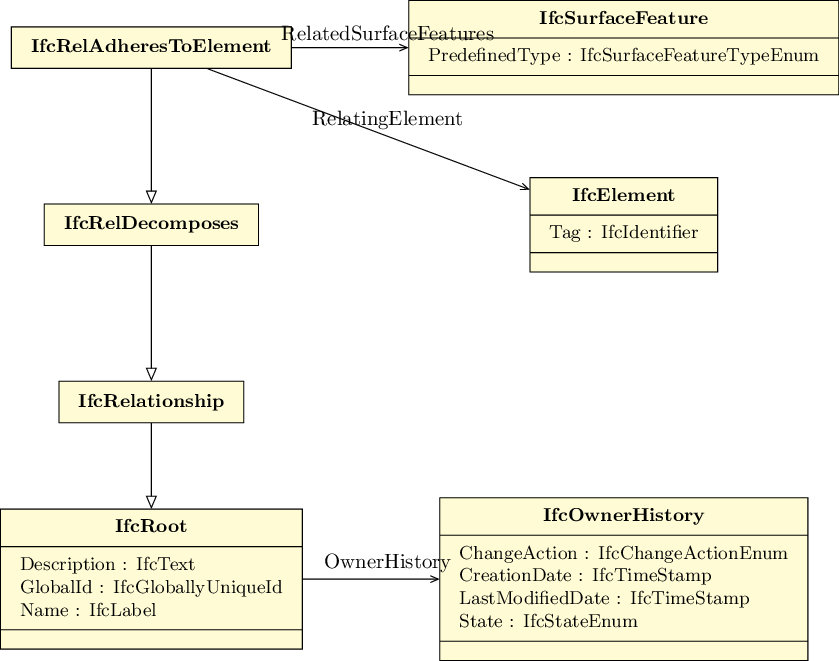 IfcSurfaceFeature
IfcRelAdheresToElement
RelatedSurfaceFeatures
PredefinedType : IfcSurfaceFeatureTypeEnum
RelatingElement
IfcElement
Tag : IfcIdentifier
IfcRelDecomposes
IfcRelationship
IfcRoot
Description : IfcText
GlobalId : IfcGloballyUniqueId
Name : IfcLabel
OwnerHistory
IfcOwnerHistory
ChangeAction : IfcChangeActionEnum
CreationDate : IfcTimeStamp
LastModifiedDate : IfcTimeStamp
State : IfcStateEnum